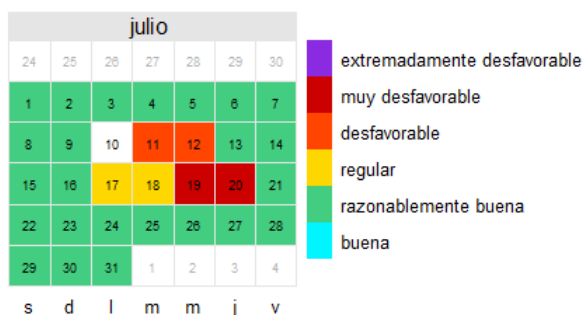 julio
24 25 26 27 28 29 30
1 2 3 4 5 6 7
8 9 10 11 12 13 14
15 16 17 18 19 20 21
22 23 24 25 26 27 28
29 30 31 1 2 3 4
s d l m m j v
extremadamente desfavorable
muy desfavorable
desfavorable
regular
razonablemente buena
buena